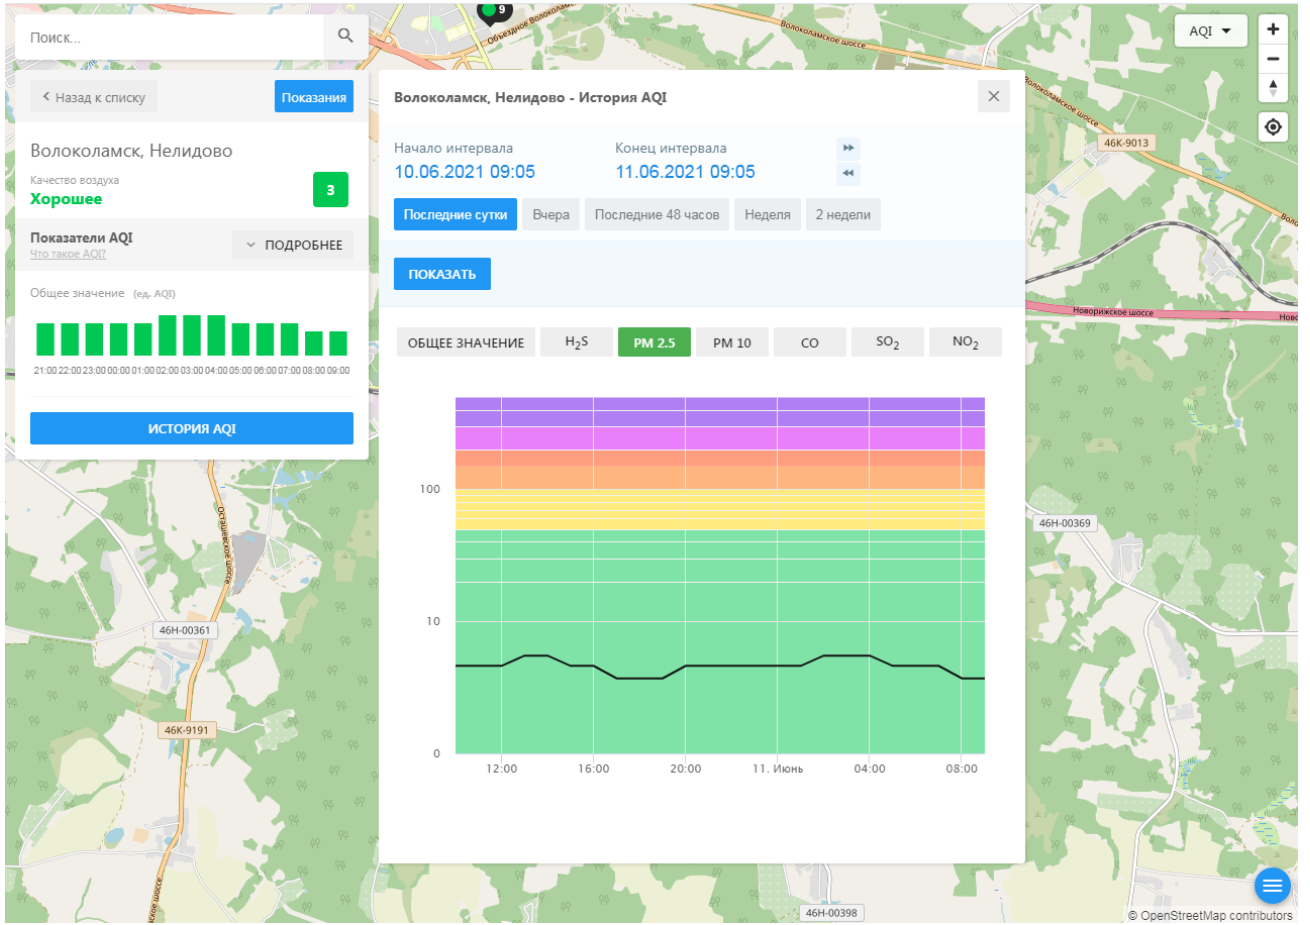 9
Объездное Волоколам
Волоколамское шоссе
Поиск...
AQI
Назад к списку
Показания
Волоколамск, Нелидово - История AQI
Волоколамск, Нелидово
Качество воздуха
Хорошее
3
Начало интервала
Конец интервала
10.06.2021 09:05
11.06.2021 09:05
Последние сутки
Вчера
Последние 48 часов
Неделя
2 недели
Показатели AQI
Что такое AQI?
ПОДРОБНЕЕ
ПОКАЗАТЬ
Общее значение (ед. AQI)
21:00 22:00 23:00 00:00 01:00 02:00 03:00 04:00 05:00 06:00 07:00 08:00 09:00
ИСТОРИЯ AQI
ОБЩЕЕ ЗНАЧЕНИЕ
H2S
PM 2.5
PM 10
CO
SO2
NO2
100
10
0
12:00
16:00
20:00
11. Июнь
04:00
08:00
Волоколамское шоссе
46К-9013
Новорижское шоссе
Осташёвское шоссе
46Н-00369
46Н-00361
46К-9191
46Н-00398
© OpenStreetMap contributors